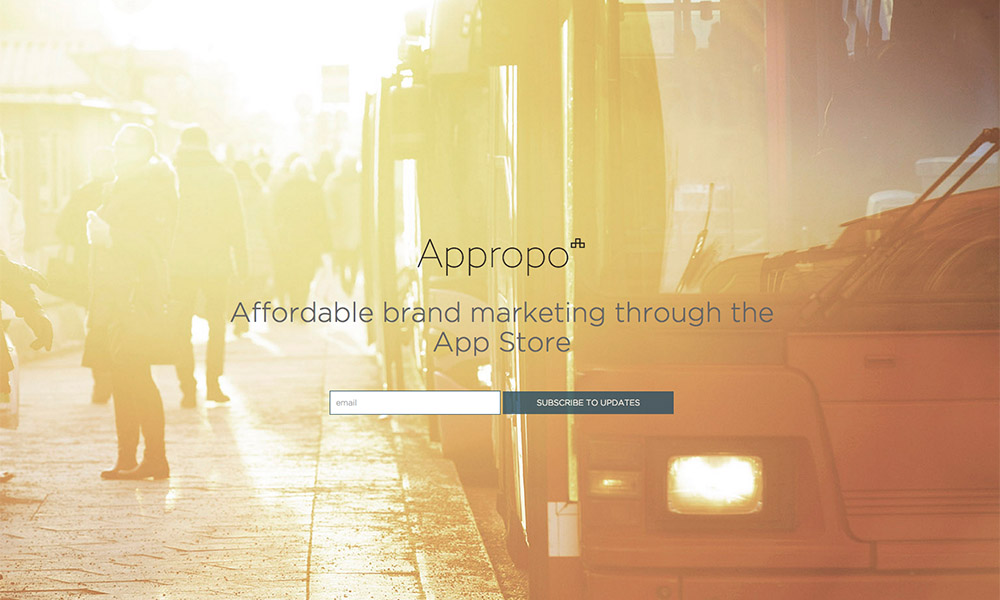 Appropo
Affordable brand marketing through the
App Store
email
SUBSCRIBE TO UPDATES